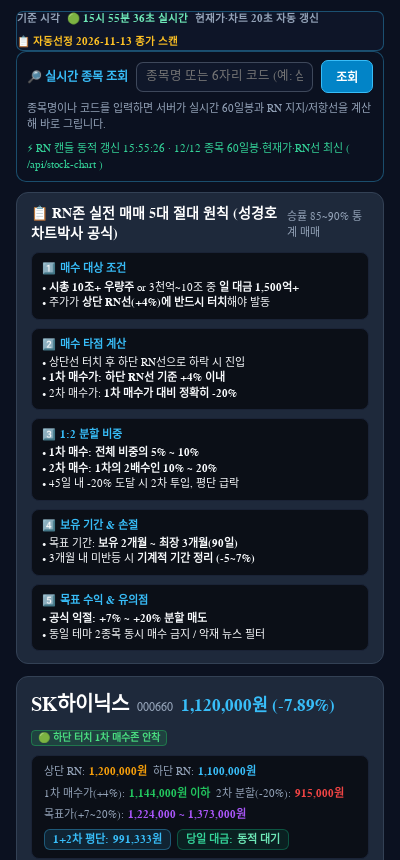 기준 시각 🟢 15시 55분 36초 실시간 현재가·차트 20초 자동 갱신
📋 자동선정 2026-11-13 종가 스캔
🔎 실시간 종목 조회 종목명 또는 6자리 코드 (예: 삼 조회
종목명이나 코드를 입력하면 서버가 실시간 60일봉과 RN 지지/저항선을 계산
해 바로 그립니다.
⚡ RN 캔들 동적 갱신 15:55:26 · 12/12 종목 60일봉·현재가·RN선 최신 (
/api/stock-chart )
📋 RN존 실전 매매 5대 절대 원칙 (성경호
차트박사 공식)
승률 85~90% 통
계 매매
1️⃣ 매수 대상 조건
• 시총 10조+ 우량주 or 3천억~10조 중 일 대금 1,500억+
• 주가가 상단 RN선(+4%)에 반드시 터치해야 발동
2️⃣ 매수 타점 계산
• 상단선 터치 후 하단 RN선으로 하락 시 진입
• 1차 매수가: 하단 RN선 기준 +4% 이내
• 2차 매수가: 1차 매수가 대비 정확히 -20%
3️⃣ 1:2 분할 비중
• 1차 매수: 전체 비중의 5% ~ 10%
• 2차 매수: 1차의 2배수인 10% ~ 20%
• 45일 내 -20% 도달 시 2차 투입, 평단 급락
4️⃣ 보유 기간 & 손절
• 목표 기간: 보유 2개월 ~ 최장 3개월(90일)
• 3개월 내 미반등 시 기계적 기간 정리 (-5~7%)
5️⃣ 목표 수익 & 유의점
• 공식 익절: +7% ~ +20% 분할 매도
• 동일 테마 2종목 동시 매수 금지 / 악재 뉴스 필터
SK하이닉스 000660 1,120,000원 (-7.89%)
🟢 하단 터치 1차 매수존 안착
상단 RN: 1,200,000원 하단 RN: 1,100,000원
1차 매수가(+4%): 1,144,000원 이하 2차 분할(-20%): 915,000원
목표가(+7~20%): 1,224,000 ~ 1,373,000원
1+2차 평단: 991,333원 당일 대금: 동적 대기